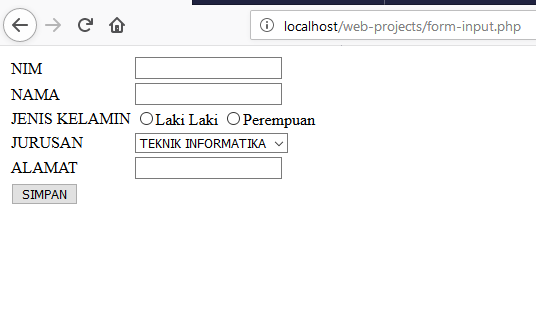 localhost/web-projects/form-input.php
NIM
NAMA
JENIS KELAMIN Laki Laki Perempuan
JURUSAN TEKNIK INFORMATIKA
ALAMAT
SIMPAN